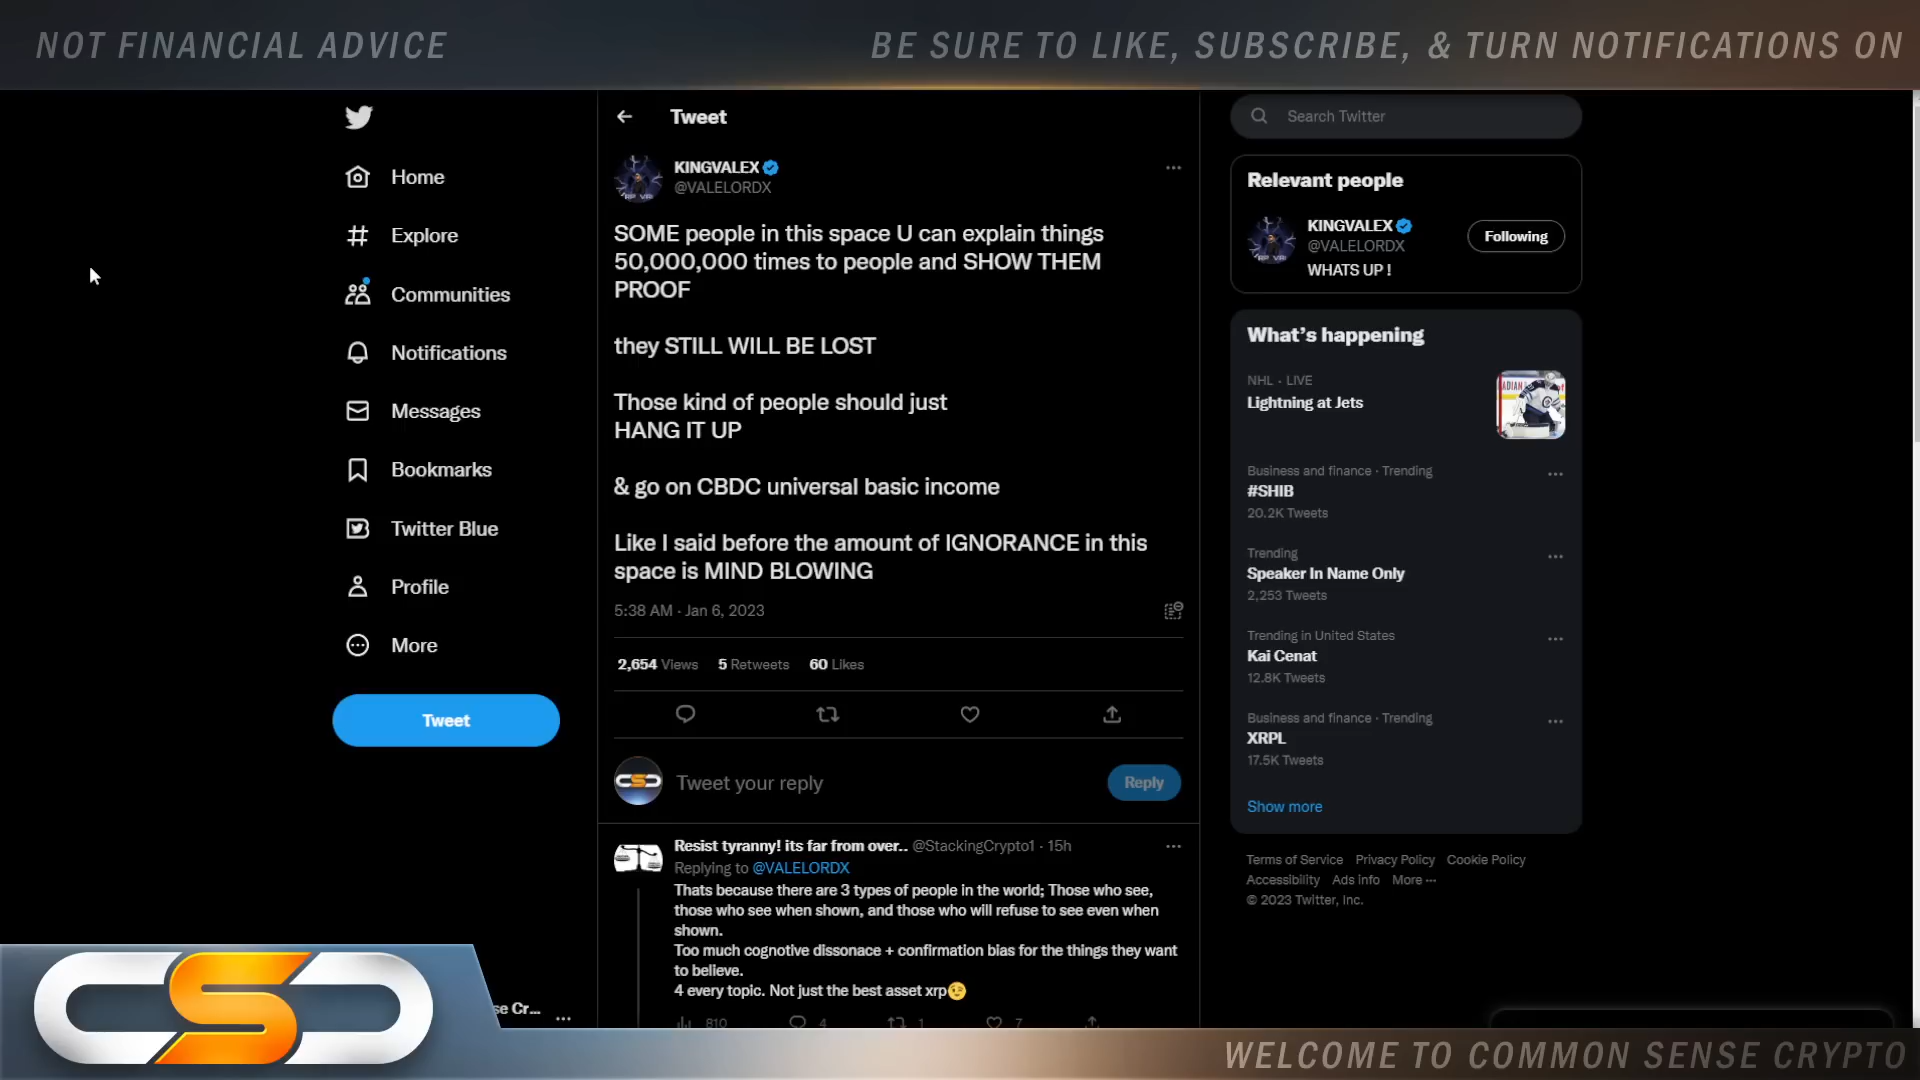 NOT FINANCIAL ADVICE
BE SURE TO LIKE, SUBSCRIBE, & TURN NOTIFICATIONS ON
Home
Explore
Communities
Notifications
Messages
Bookmarks
Twitter Blue
Profile
More
Tweet
Tweet
KINGVALEX
@VALELORDX
SOME people in this space U can explain things
50,000,000 times to people and SHOW THEM
PROOF
they STILL WILL BE LOST
Those kind of people should just
HANG IT UP
& go on CBDC universal basic income
Like I said before the amount of IGNORANCE in this
space is MIND BLOWING
5:38 AM · Jan 6, 2023
2,654 Views 5 Retweets 60 Likes
Tweet your reply
Reply
Resist tyranny! its far from over.. @StackingCrypto1 · 15h
Replying to @VALELORDX
Thats because there are 3 types of people in the world; Those who see,
those who see when shown, and those who will refuse to see even when
shown.
Too much cognotive dissonace + confirmation bias for the things they want
to believe.
4 every topic. Not just the best asset xrp😉
810 4 1 7
Search Twitter
Relevant people
KINGVALEX
@VALELORDX
Following
WHATS UP !
What's happening
NHL · LIVE
Lightning at Jets
Business and finance · Trending
#SHIB
20.2K Tweets
Trending
Speaker In Name Only
2,253 Tweets
Trending in United States
Kai Cenat
12.8K Tweets
Business and finance · Trending
XRPL
17.5K Tweets
Show more
Terms of Service Privacy Policy Cookie Policy
Accessibility Ads info More ···
© 2023 Twitter, Inc.
CSC
se Cr...
WELCOME TO COMMON SENSE CRYPTO